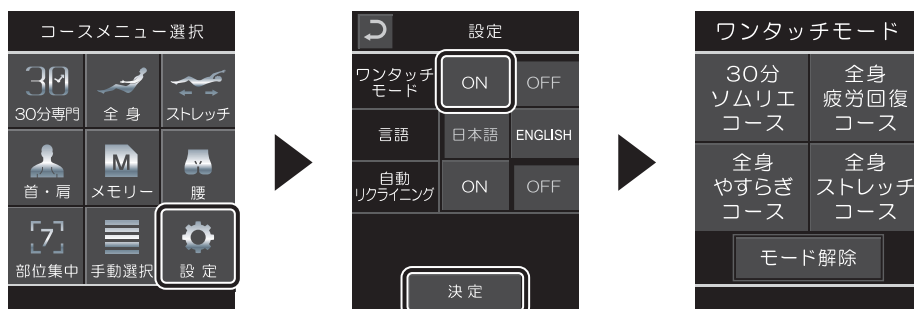 コースメニュー選択
30
30分専門
全身
ストレッチ
首・肩
M
メモリー
腰
7
部位集中
手動選択
設定
設定
ワンタッチ
モード
ON
OFF
言語
日本語
ENGLISH
自動
リクライニング
ON
OFF
決定
ワンタッチモード
30分
ソムリエ
コース
全身
疲労回復
コース
全身
やすらぎ
コース
全身
ストレッチ
コース
モード解除